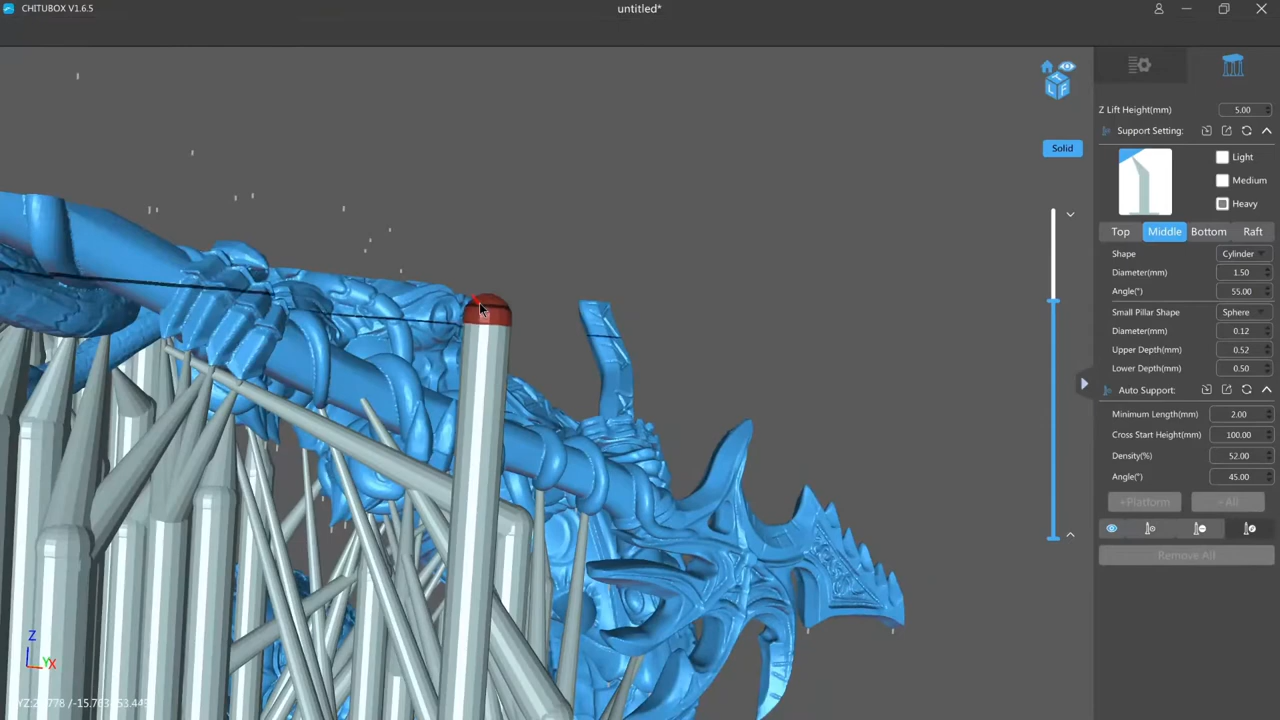 CHITUBOX V1.6.5
untitled*
Z Lift Height(mm) 5.00
Support Setting:
Light
Medium
Heavy
Top Middle Bottom Raft
Shape Cylinder
Diameter(mm) 1.50
Angle(°) 55.00
Small Pillar Shape Sphere
Diameter(mm) 0.12
Upper Depth(mm) 0.52
Lower Depth(mm) 0.50
Auto Support:
Minimum Length(mm) 2.00
Cross Start Height(mm) 100.00
Density(%) 52.00
Angle(°) 45.00
+Platform +All
Remove All
Solid
T
L F
Z
Y X